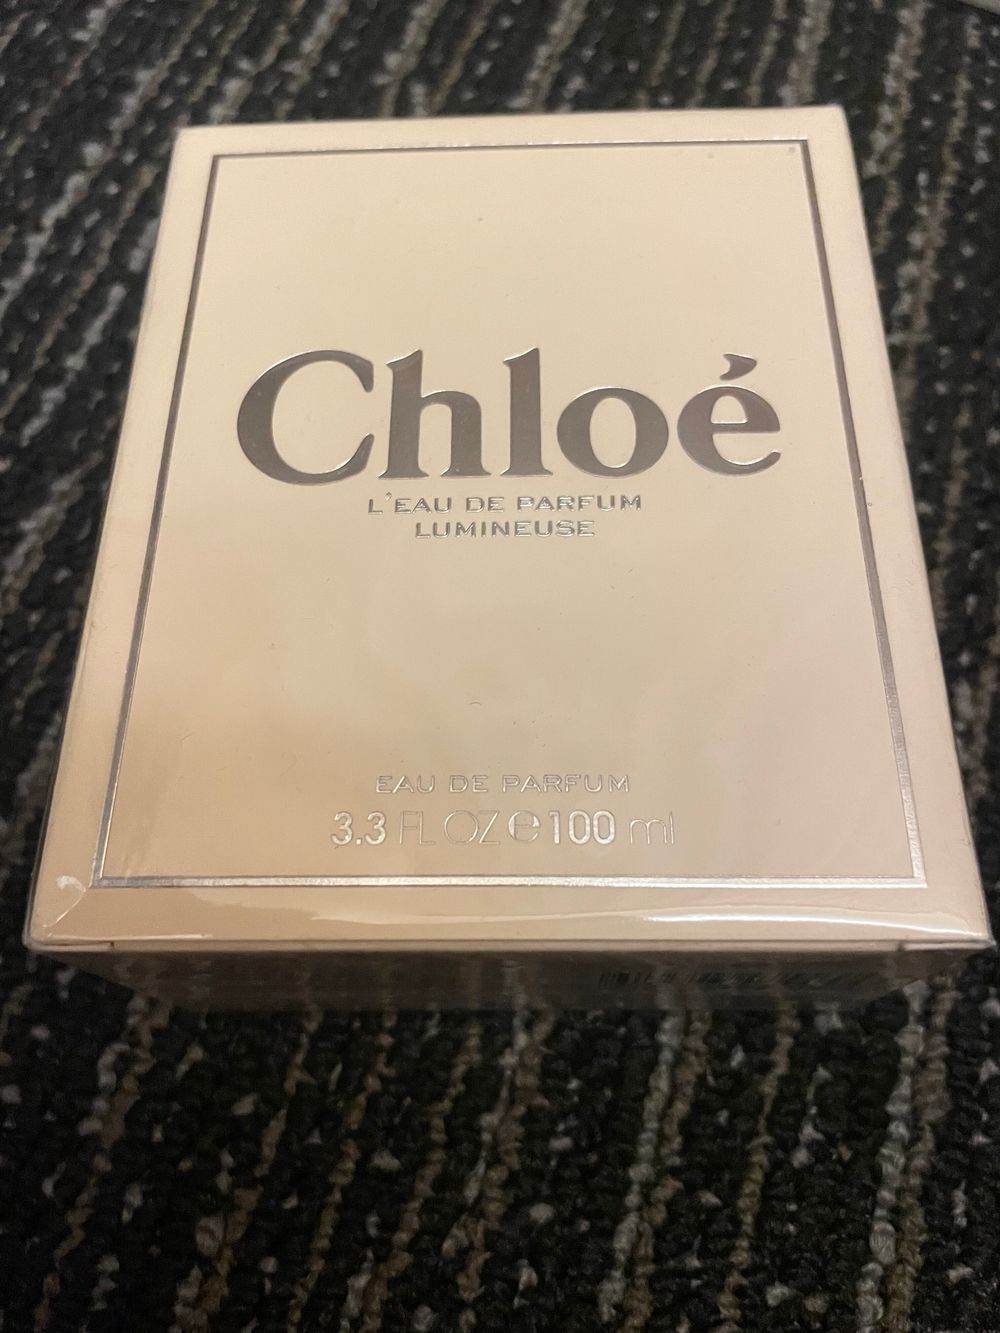 Chloé
L'EAU DE PARFUM
LUMINEUSE
EAU DE PARFUM
3.3 FL OZ e 100 ml